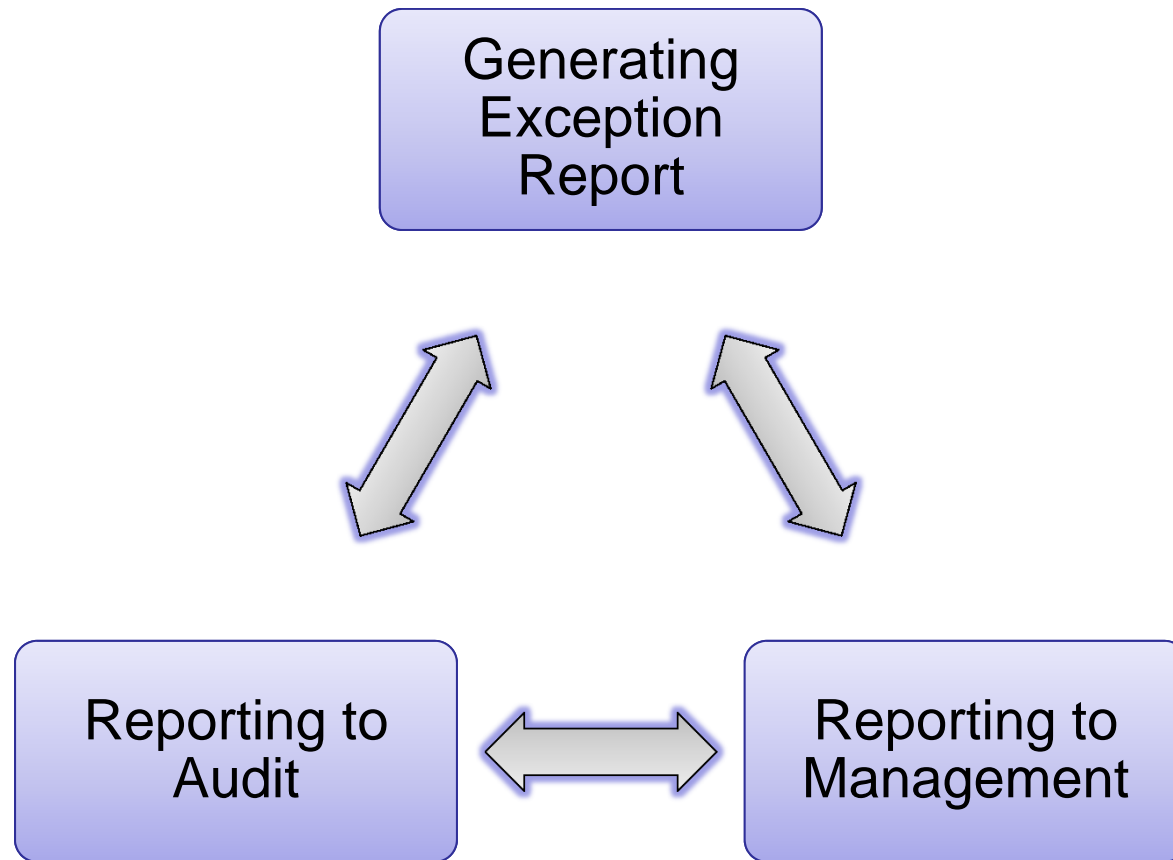 Generating
Exception
Report
Reporting to
Audit
Reporting to
Management